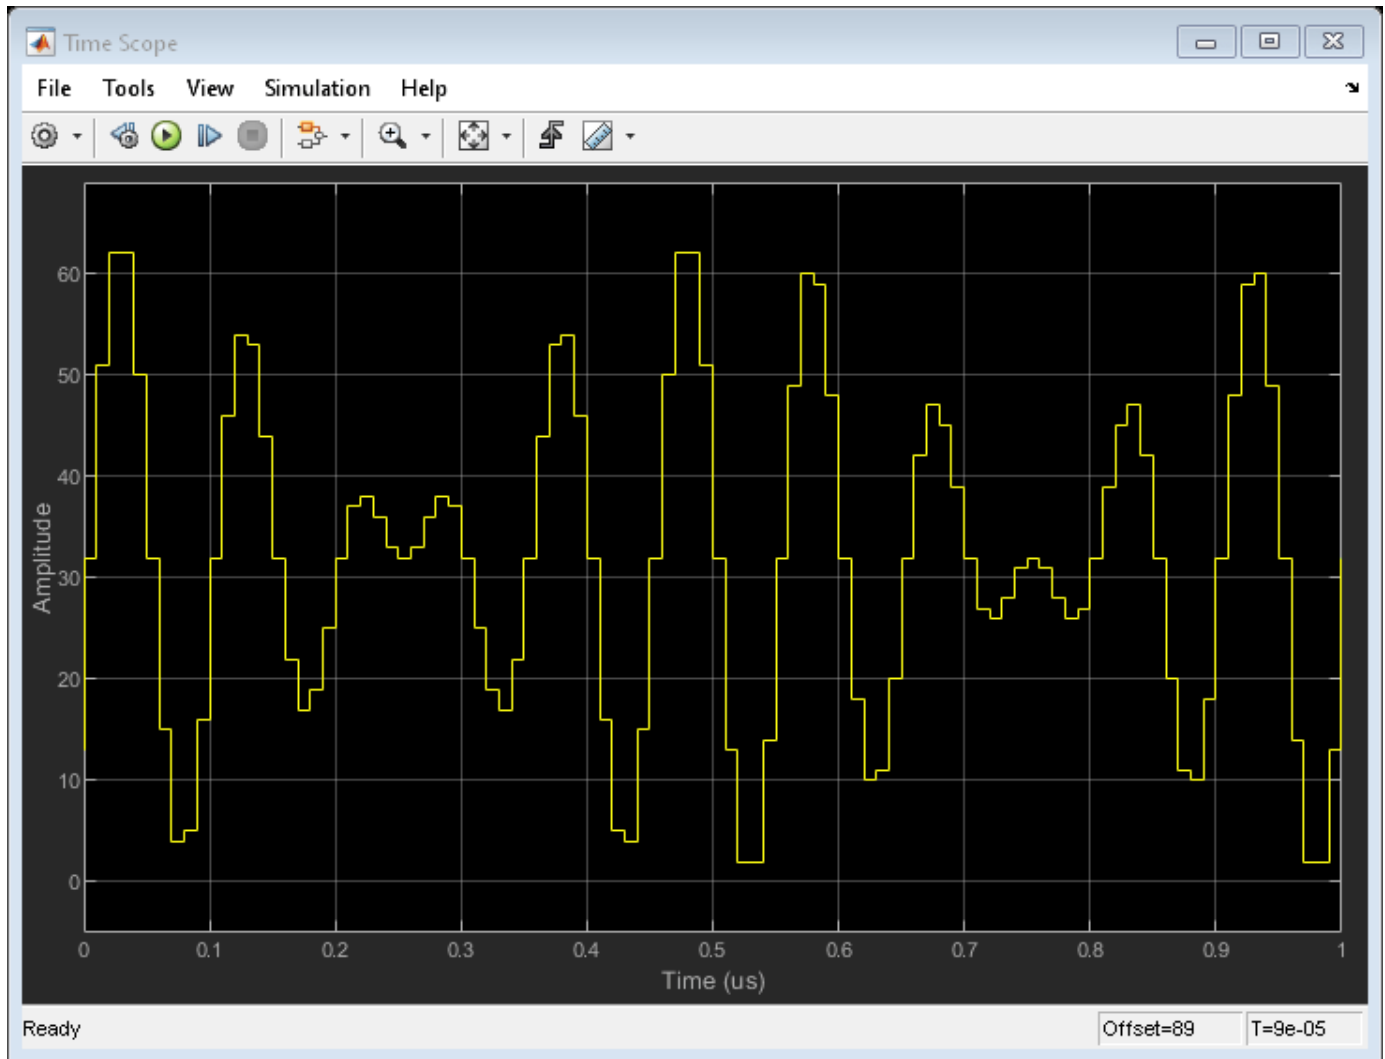 Time Scope
File Tools View Simulation Help
60
50
40
30
20
10
0
Amplitude
0 0.1 0.2 0.3 0.4 0.5 0.6 0.7 0.8 0.9 1
Time (us)
Ready Offset=89 T=9e-05